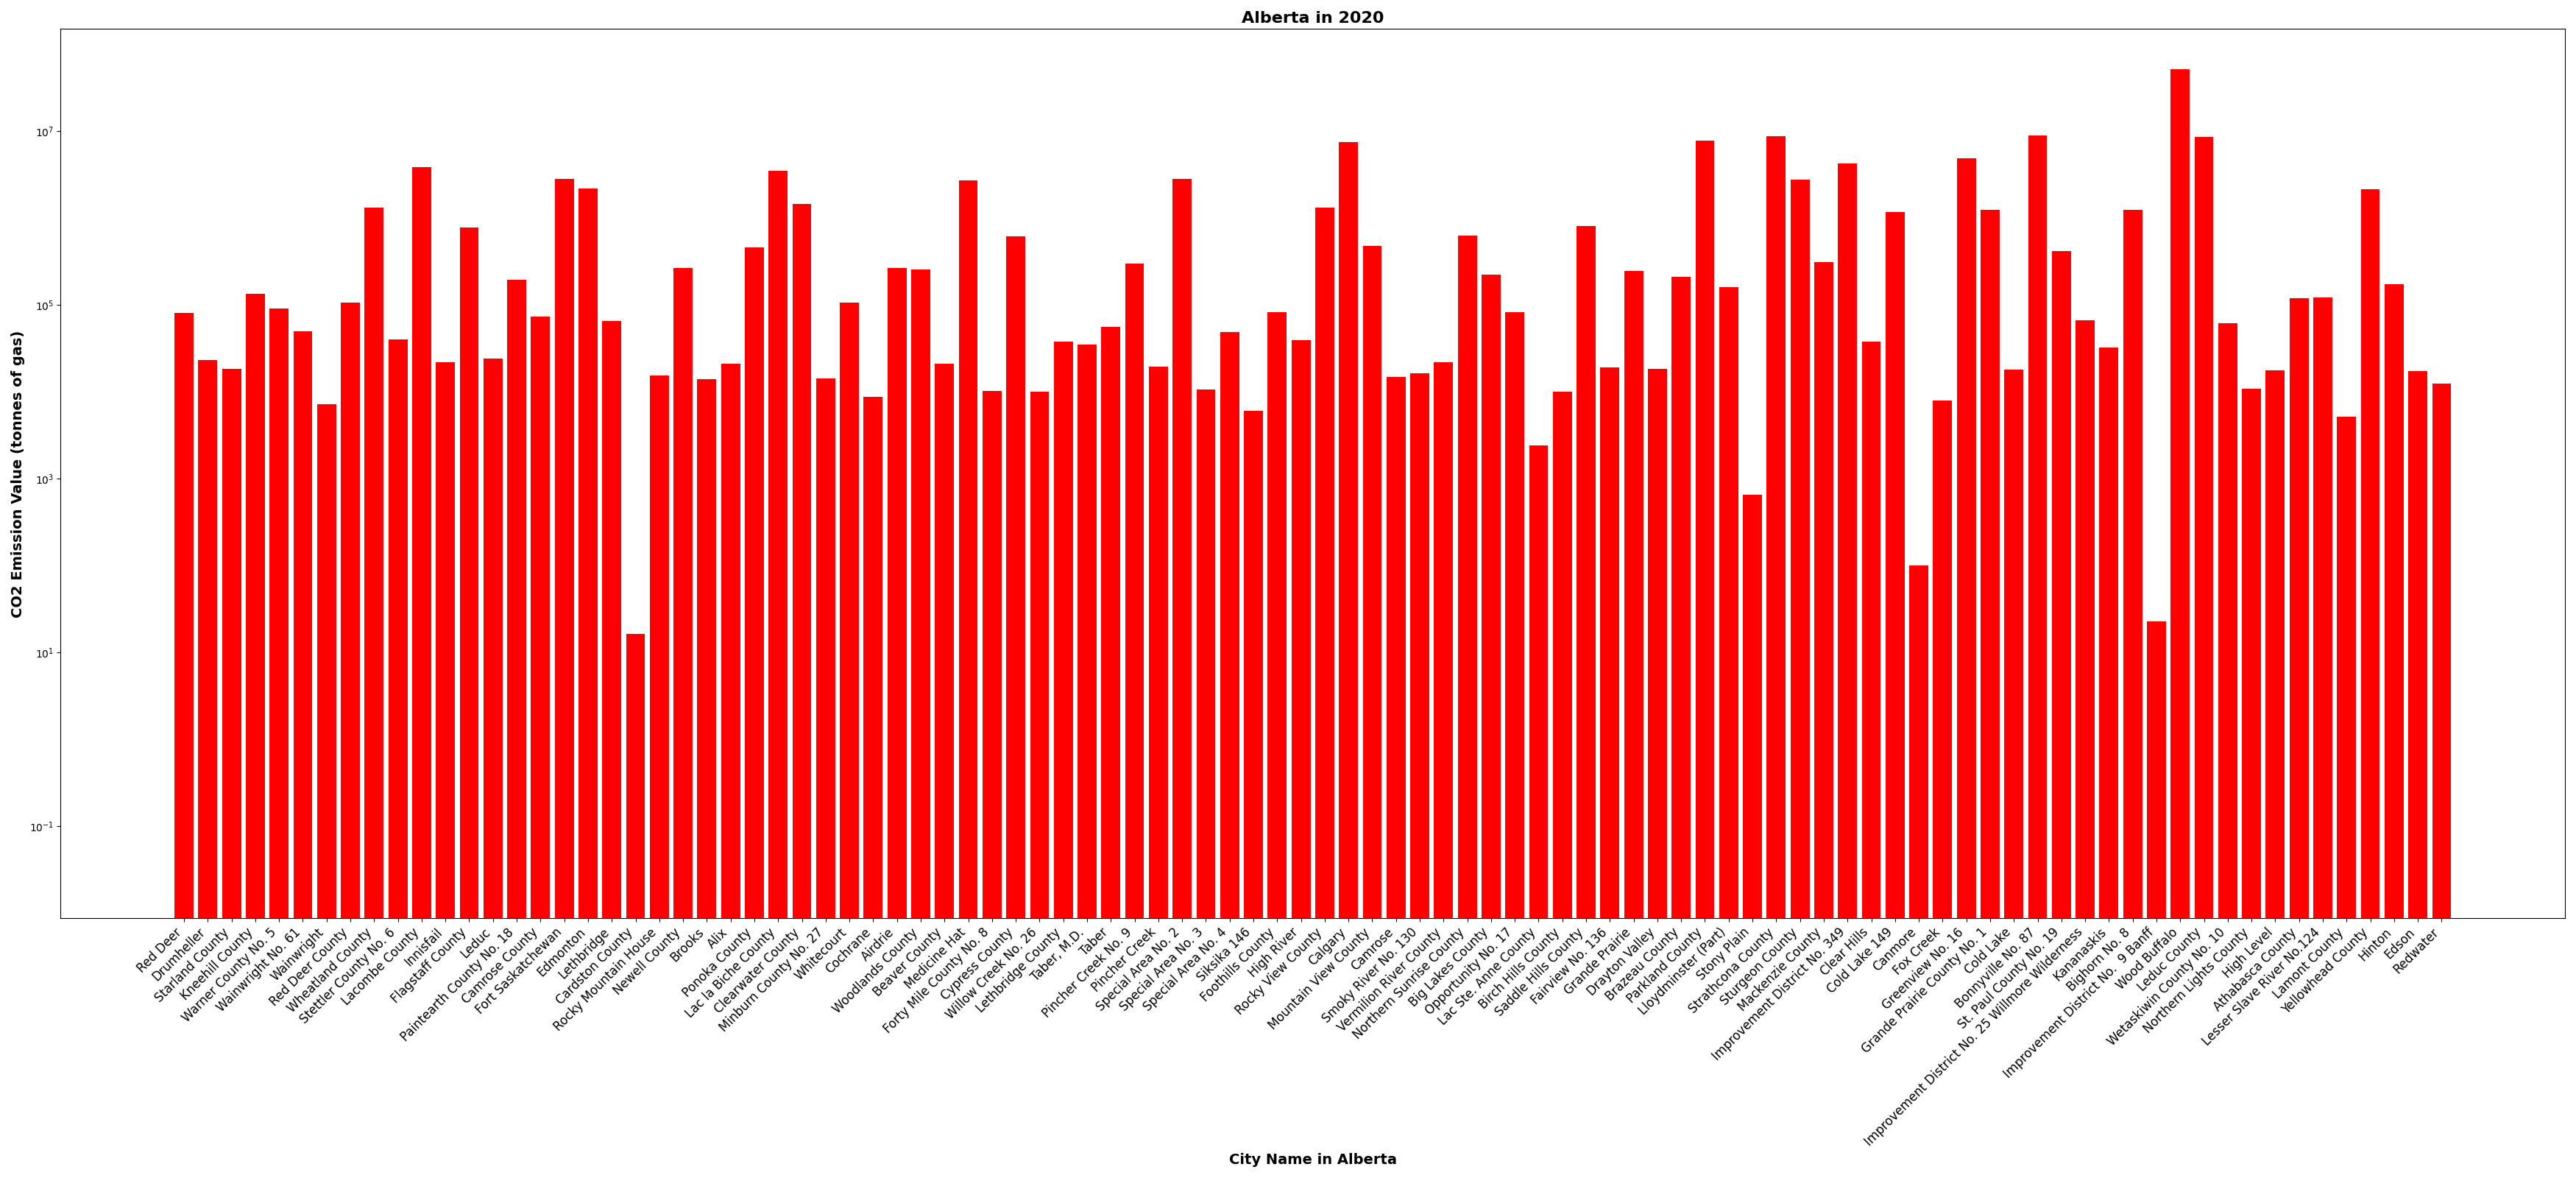 Alberta in 2020
CO2 Emission Value (tonnes of gas)
10^7
10^5
10^3
10^1
10^−1
Red Deer
Drumheller
Starland County
Kneehill County
Warner County No. 5
Wainwright No. 61
Wainwright
Red Deer County
Wheatland County
Stettler County No. 6
Lacombe County
Innisfail
Flagstaff County
Leduc
Paintearth County No. 18
Camrose County
Fort Saskatchewan
Edmonton
Lethbridge
Cardston County
Rocky Mountain House
Newell County
Brooks
Alix
Ponoka County
Lac la Biche County
Clearwater County
Minburn County No. 27
Whitecourt
Cochrane
Airdrie
Woodlands County
Beaver County
Medicine Hat
Forty Mile County No. 8
Cypress County
Willow Creek No. 26
Lethbridge County
Taber, M.D.
Taber
Pincher Creek No. 9
Pincher Creek
Special Area No. 2
Special Area No. 3
Special Area No. 4
Siksika 146
Foothills County
High River
Rocky View County
Calgary
Mountain View County
Camrose
Smoky River No. 130
Vermilion River County
Northern Sunrise County
Big Lakes County
Opportunity No. 17
Lac Ste. Anne County
Birch Hills County
Saddle Hills County
Fairview No. 136
Grande Prairie
Drayton Valley
Brazeau County
Parkland County
Lloydminster (Part)
Stony Plain
Strathcona County
Sturgeon County
Mackenzie County
Improvement District No. 349
Clear Hills
Cold Lake 149
Canmore
Fox Creek
Greenview No. 16
Grande Prairie County No. 1
Cold Lake
Bonnyville No. 87
St. Paul County No. 19
Improvement District No. 25 Willmore Wilderness
Kananaskis
Bighorn No. 8
Improvement District No.  9 Banff
Wood Buffalo
Leduc County
Wetaskiwin County No. 10
Northern Lights County
High Level
Athabasca County
Lesser Slave River No.124
Lamont County
Yellowhead County
Hinton
Edson
Redwater
City Name in Alberta